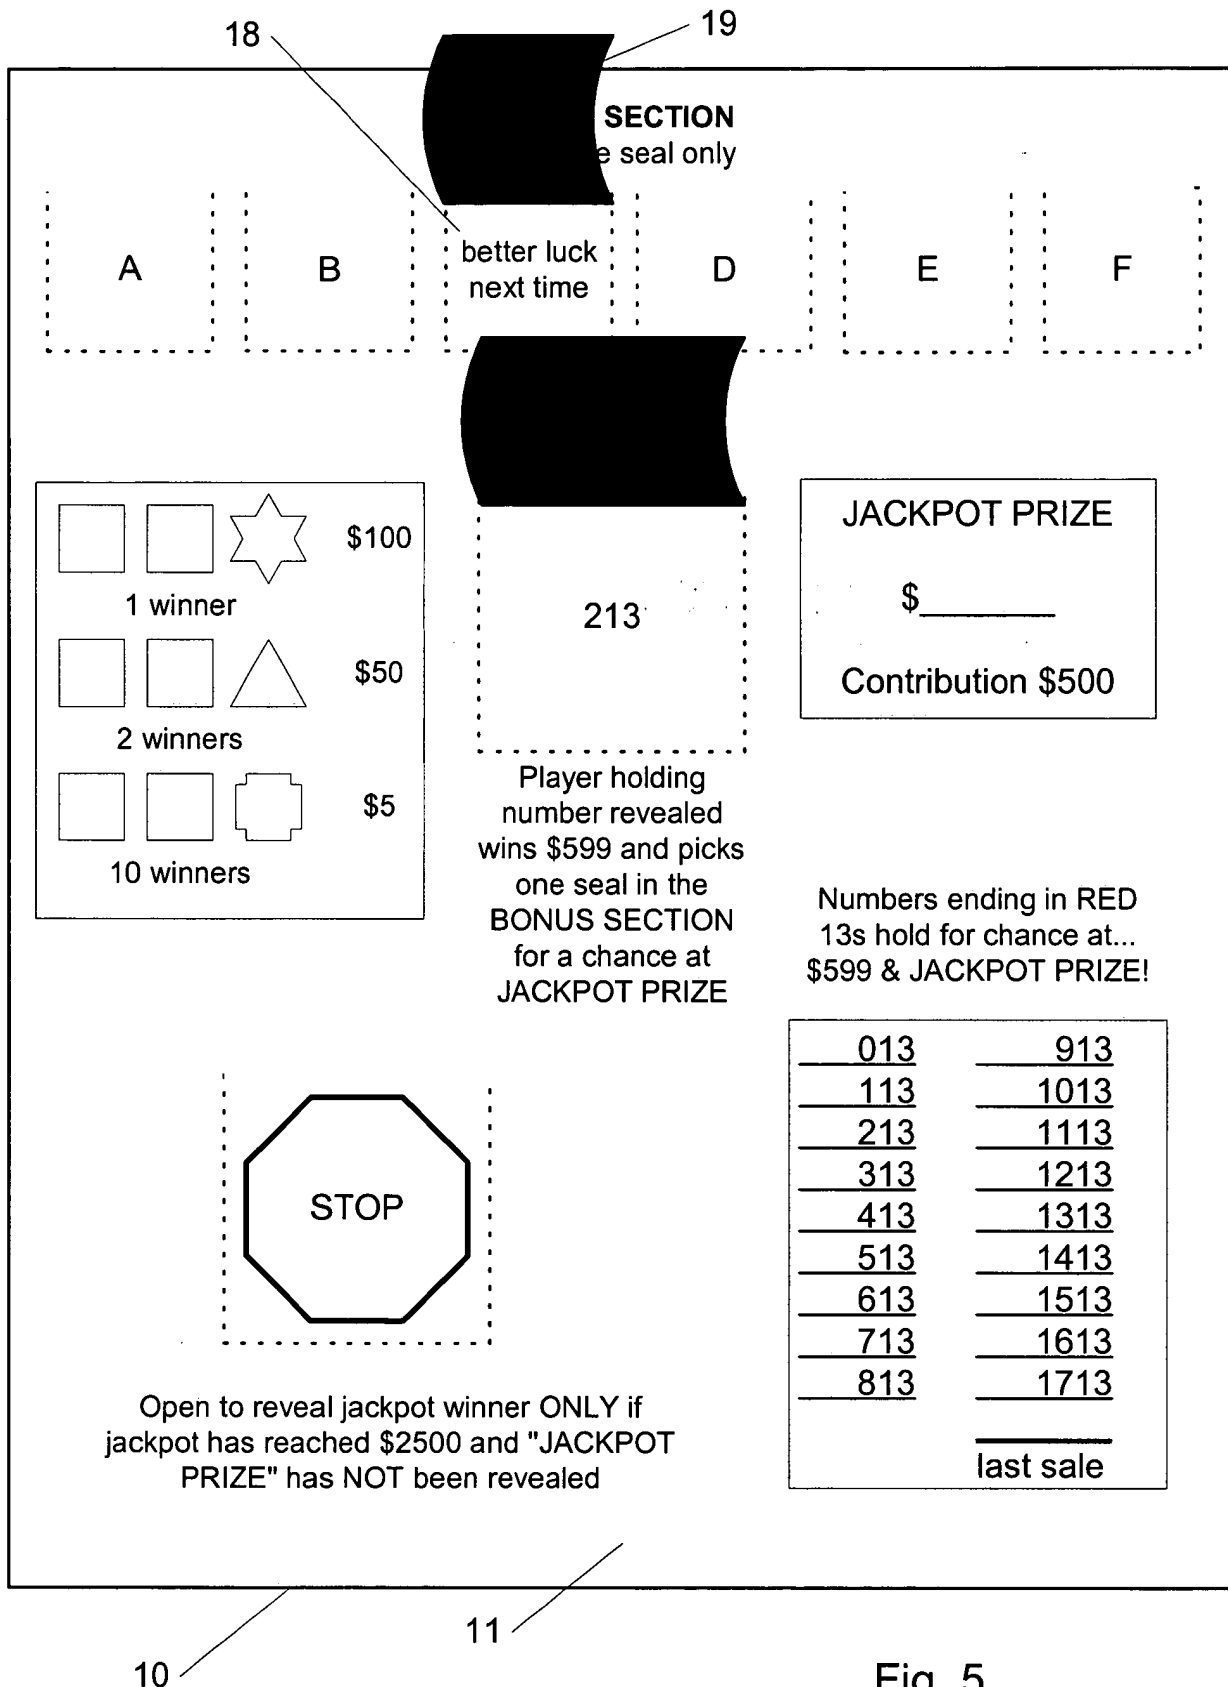 18
19
SECTION
e seal only
A B better luck D E F
next time
$100
1 winner
$50
2 winners
$5
10 winners
213
Player holding
number revealed
wins $599 and picks
one seal in the
BONUS SECTION
for a chance at
JACKPOT PRIZE
JACKPOT PRIZE
$
Contribution $500
Numbers ending in RED
13s hold for chance at...
$599 & JACKPOT PRIZE!
013 913
113 1013
213 1113
313 1213
413 1313
513 1413
613 1513
713 1613
813 1713
last sale
STOP
Open to reveal jackpot winner ONLY if
jackpot has reached $2500 and "JACKPOT
PRIZE" has NOT been revealed
11
10
Fig. 5